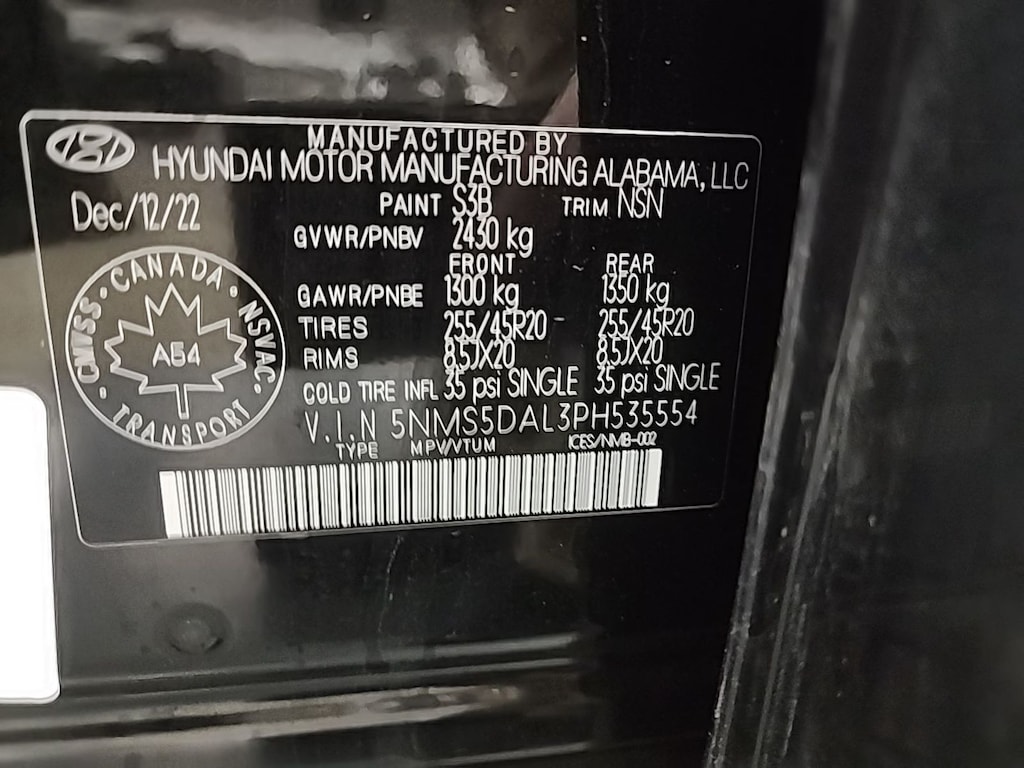 MANUFACTURED BY
HYUNDAI MOTOR MANUFACTURING ALABAMA, LLC
Dec/12/22 PAINT S3B TRIM NSN
GVWR/PNBV 2430 kg
FRONT REAR
GAWR/PNBE 1300 kg 1350 kg
TIRES 255/45R20 255/45R20
RIMS 8.5JX20 8.5JX20
COLD TIRE INFL 35 psi SINGLE 35 psi SINGLE
V.I.N 5NMS5DAL3PH535554
TYPE MPV/VTUM ICES/NMB-002
CMVSS · CANADA · NSVAC · TRANSPORT
A54